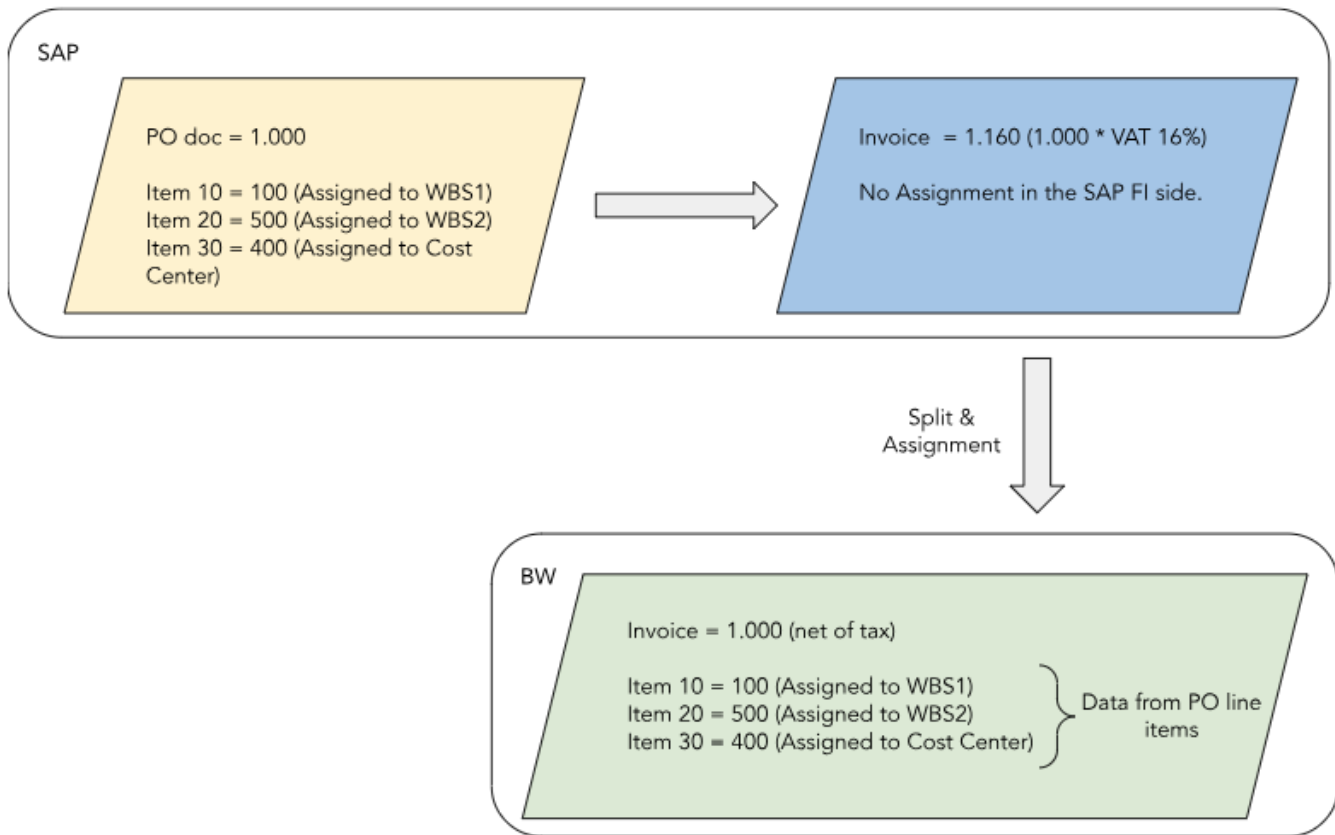 SAP
PO doc = 1.000
Item 10 = 100 (Assigned to WBS1)
Item 20 = 500 (Assigned to WBS2)
Item 30 = 400 (Assigned to Cost
Center)
Invoice  = 1.160 (1.000 * VAT 16%)
No Assignment in the SAP FI side.
Split &
Assignment
BW
Invoice = 1.000 (net of tax)
Item 10 = 100 (Assigned to WBS1)
Item 20 = 500 (Assigned to WBS2)
Item 30 = 400 (Assigned to Cost Center)
Data from PO line
items